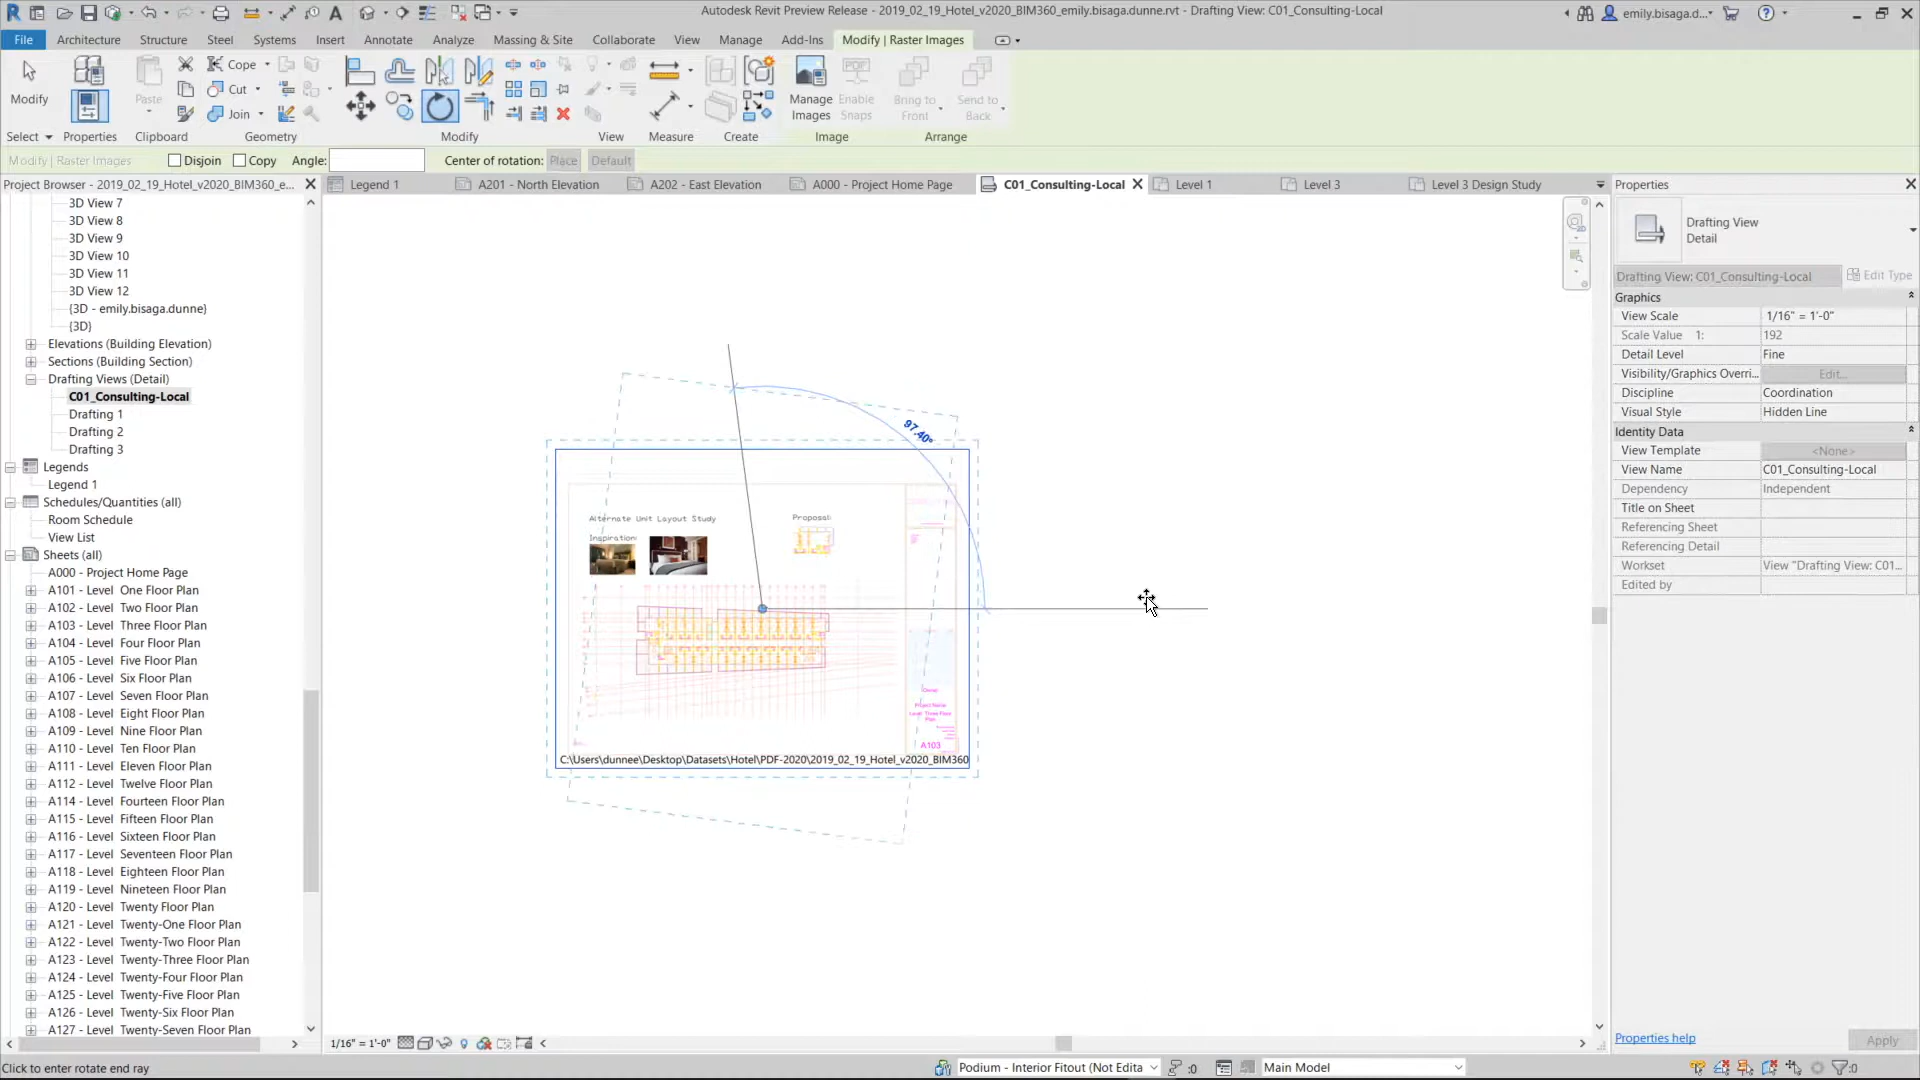 Autodesk Revit Preview Release - 2019_02_19_Hotel_v2020_BIM360_emily.bisaga.dunne.rvt - Drafting View: C01_Consulting-Local
emily.bisaga.d...
File
Architecture
Structure
Steel
Systems
Insert
Annotate
Analyze
Massing & Site
Collaborate
View
Manage
Add-Ins
Modify | Raster Images
Modify
Paste
Cope
Cut
Join
Manage Images
PDF
Enable Snaps
Bring to Front
Send to Back
Select
Properties
Clipboard
Geometry
Modify
View
Measure
Create
Image
Arrange
Modify | Raster Images
Disjoin
Copy
Angle:
Center of rotation:
Place
Default
Project Browser - 2019_02_19_Hotel_v2020_BIM360_e...
Legend 1
A201 - North Elevation
A202 - East Elevation
A000 - Project Home Page
C01_Consulting-Local
Level 1
Level 3
Level 3 Design Study
3D View 7
3D View 8
3D View 9
3D View 10
3D View 11
3D View 12
{3D - emily.bisaga.dunne}
{3D}
Elevations (Building Elevation)
Sections (Building Section)
Drafting Views (Detail)
C01_Consulting-Local
Drafting 1
Drafting 2
Drafting 3
Legends
Legend 1
Schedules/Quantities (all)
Room Schedule
View List
Sheets (all)
A000 - Project Home Page
A101 - Level One Floor Plan
A102 - Level Two Floor Plan
A103 - Level Three Floor Plan
A104 - Level Four Floor Plan
A105 - Level Five Floor Plan
A106 - Level Six Floor Plan
A107 - Level Seven Floor Plan
A108 - Level Eight Floor Plan
A109 - Level Nine Floor Plan
A110 - Level Ten Floor Plan
A111 - Level Eleven Floor Plan
A112 - Level Twelve Floor Plan
A114 - Level Fourteen Floor Plan
A115 - Level Fifteen Floor Plan
A116 - Level Sixteen Floor Plan
A117 - Level Seventeen Floor Plan
A118 - Level Eighteen Floor Plan
A119 - Level Nineteen Floor Plan
A120 - Level Twenty Floor Plan
A121 - Level Twenty-One Floor Plan
A122 - Level Twenty-Two Floor Plan
A123 - Level Twenty-Three Floor Plan
A124 - Level Twenty-Four Floor Plan
A125 - Level Twenty-Five Floor Plan
A126 - Level Twenty-Six Floor Plan
A127 - Level Twenty-Seven Floor Plan
97.40°
Alternate Unit Layout Study
Proposal:
Inspiration:
Owner
Project Name
Level Three Floor
Plan
A103
C:\Users\dunnee\Desktop\Datasets\Hotel\PDF-2020\2019_02_19_Hotel_v2020_BIM360
Properties
Drafting View
Detail
Drafting View: C01_Consulting-Local
Edit Type
Graphics
View Scale 1/16" = 1'-0"
Scale Value 1: 192
Detail Level Fine
Visibility/Graphics Overri... Edit...
Discipline Coordination
Visual Style Hidden Line
Identity Data
View Template <None>
View Name C01_Consulting-Local
Dependency Independent
Title on Sheet
Referencing Sheet
Referencing Detail
Workset View "Drafting View: C01...
Edited by
Properties help
Apply
1/16" = 1'-0"
Click to enter rotate end ray
Podium - Interior Fitout (Not Edita
:0
Main Model
:0